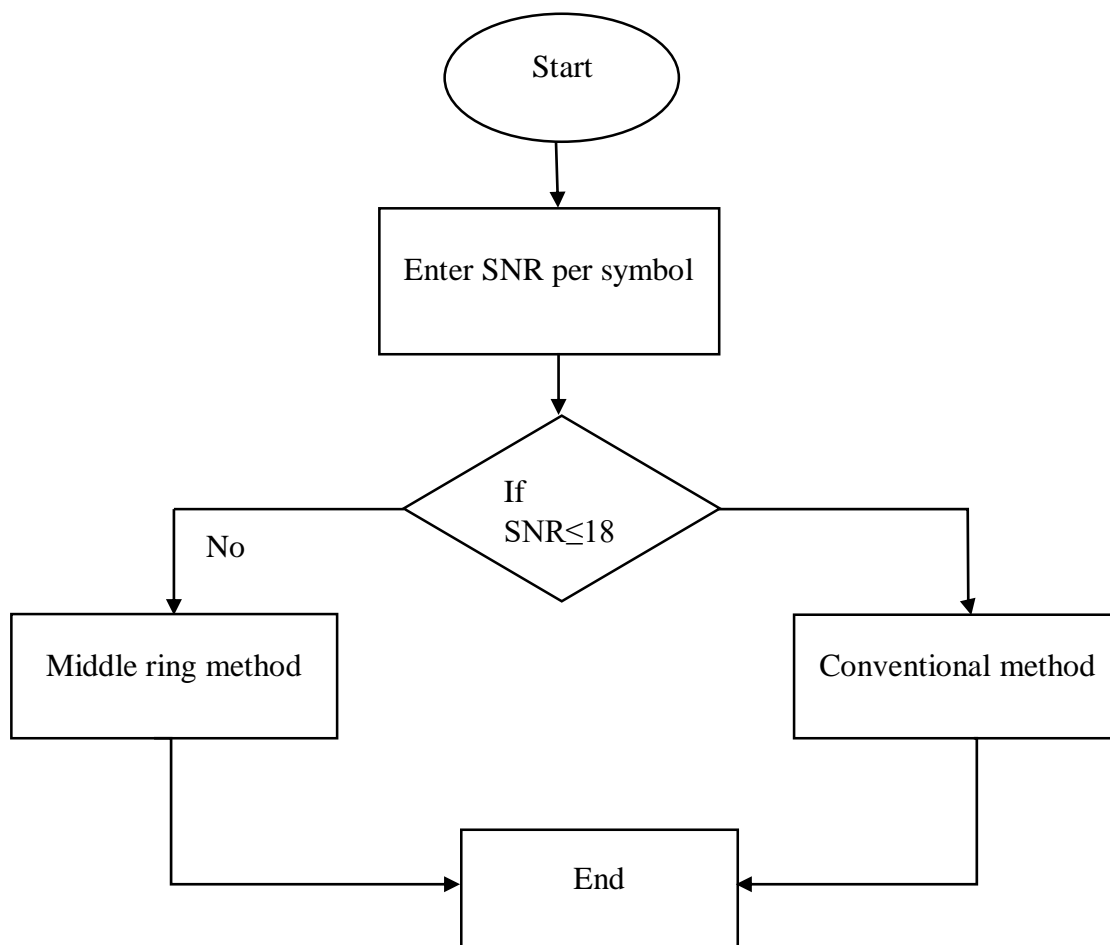 Start
Enter SNR per symbol
If
SNR≤18
No
Middle ring method
Conventional method
End